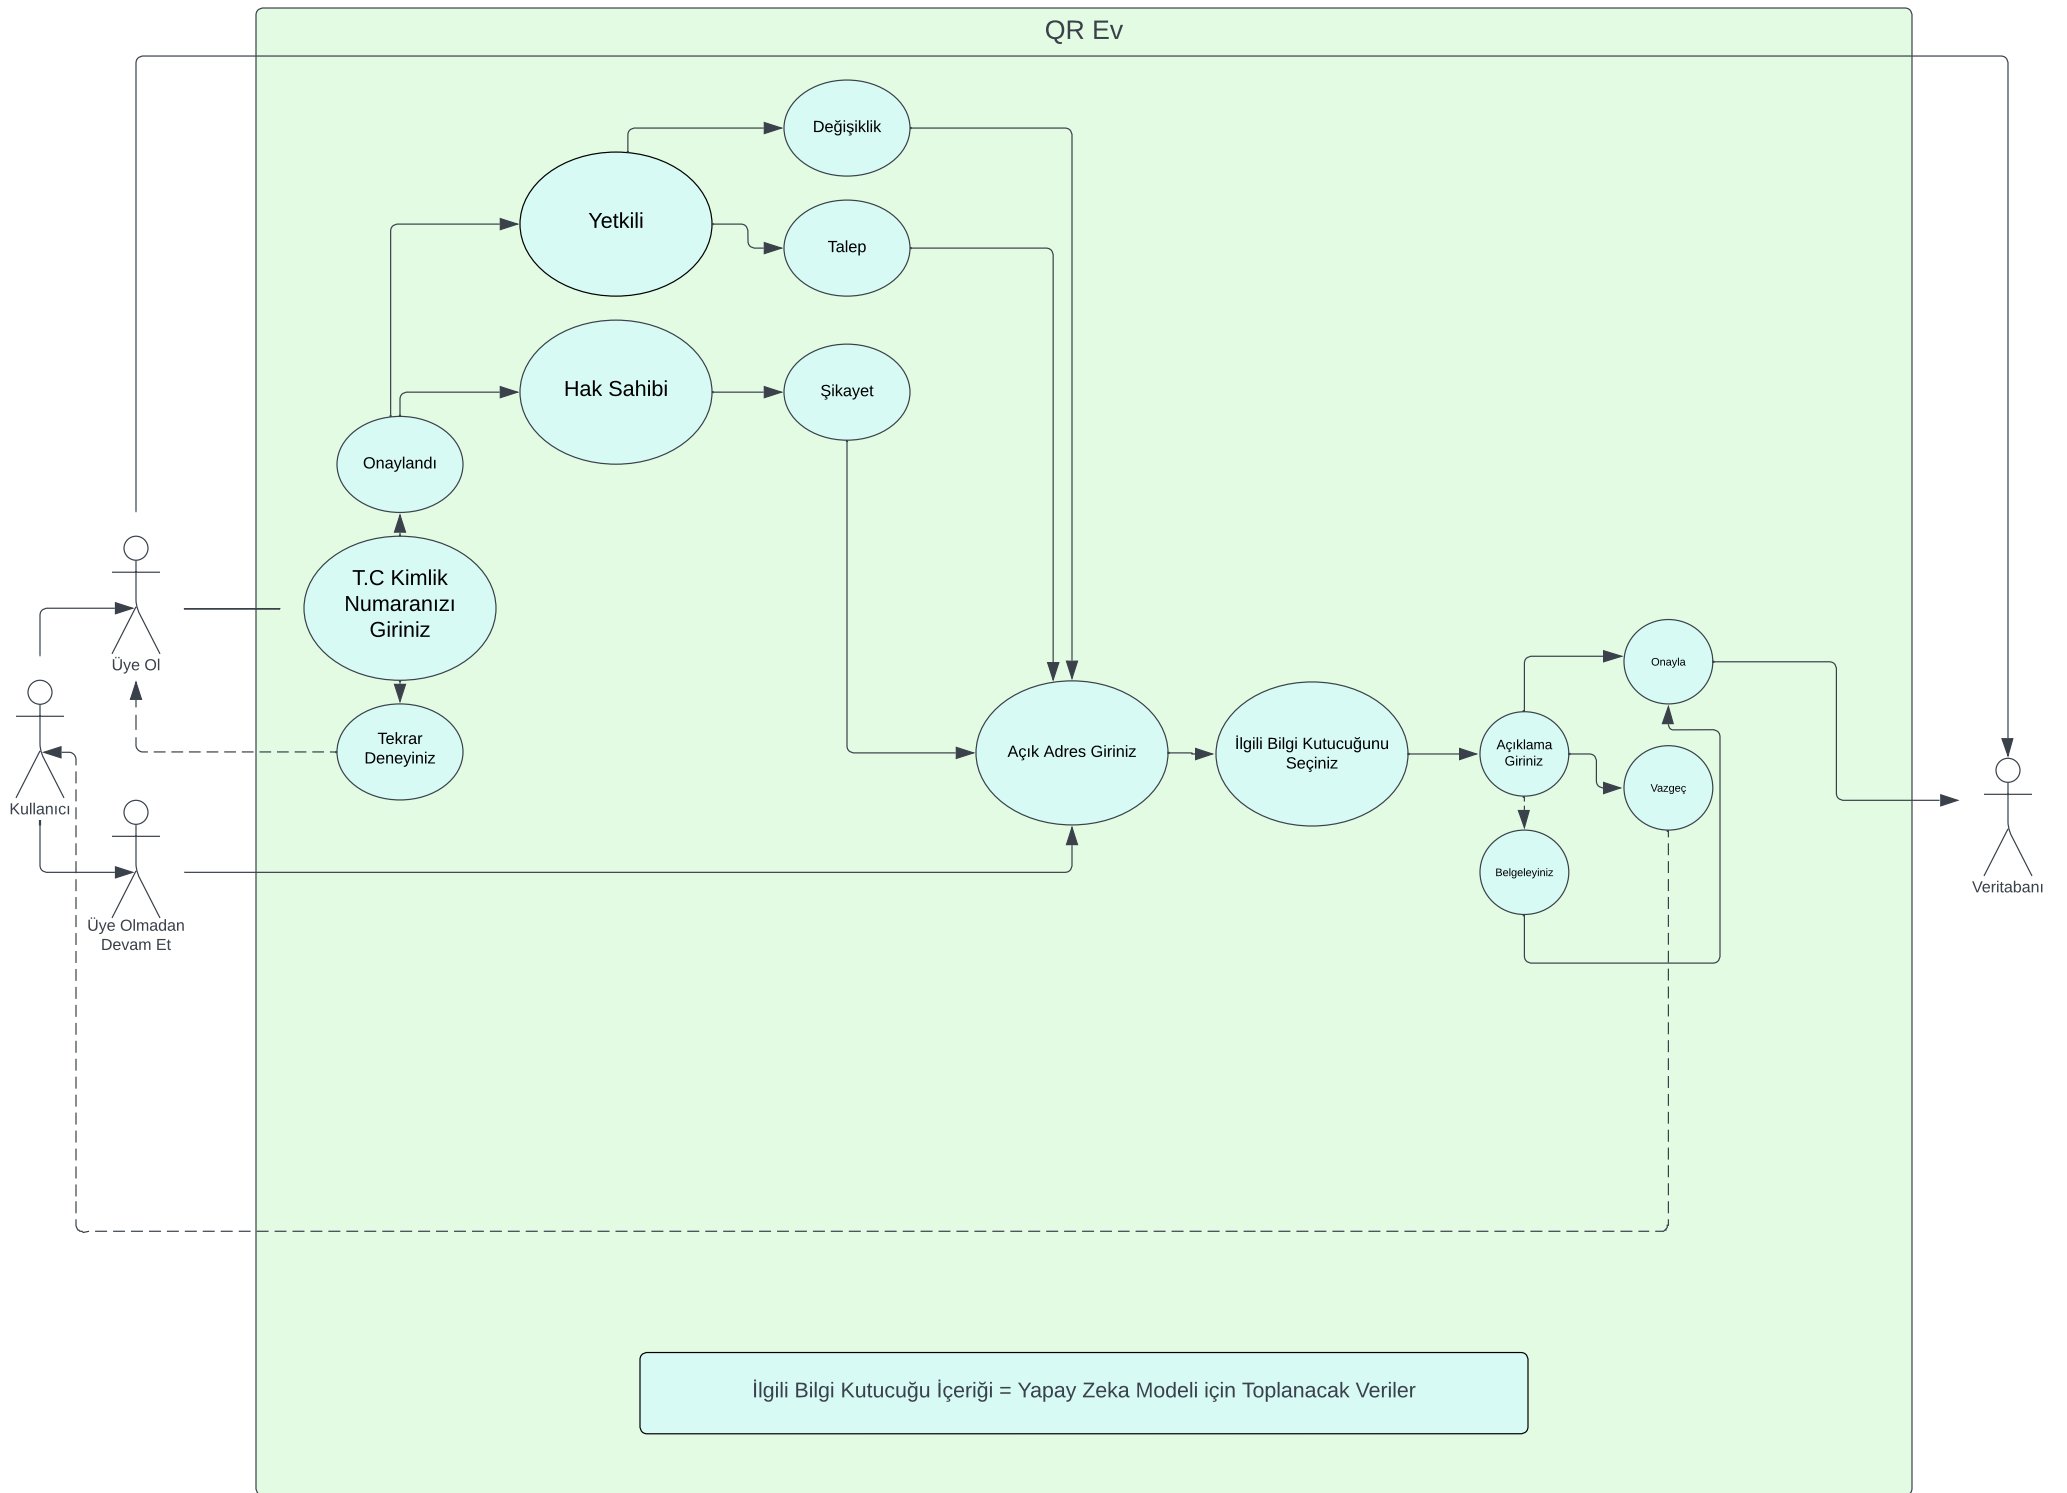 QR Ev
Değişiklik
Yetkili
Talep
Hak Sahibi
Şikayet
Onaylandı
T.C Kimlik
Numaranızı
Giriniz
Üye Ol
Tekrar
Deneyiniz
Kullanıcı
Üye Olmadan
Devam Et
Açık Adres Giriniz
İlgili Bilgi Kutucuğunu
Seçiniz
Açıklama
Giriniz
Onayla
Vazgeç
Belgeleyiniz
Veritabanı
İlgili Bilgi Kutucuğu İçeriği = Yapay Zeka Modeli için Toplanacak Veriler